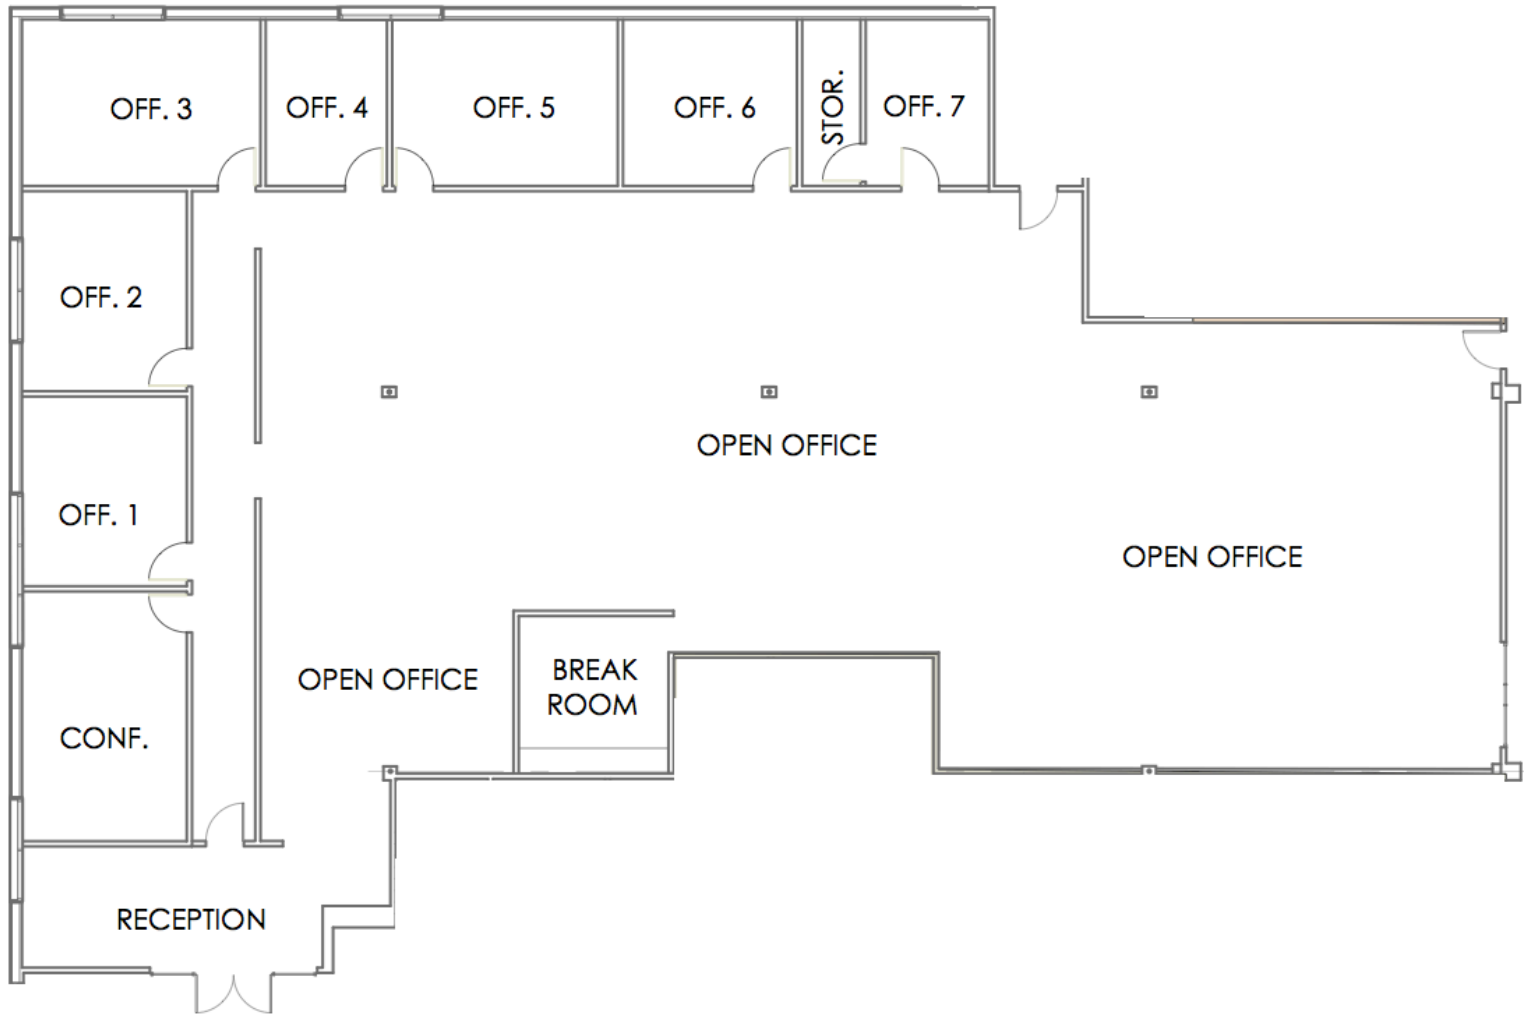 OFF. 3
OFF. 4
OFF. 5
OFF. 6
STOR.
OFF. 7
OFF. 2
OPEN OFFICE
OFF. 1
OPEN OFFICE
OPEN OFFICE
BREAK
ROOM
CONF.
RECEPTION